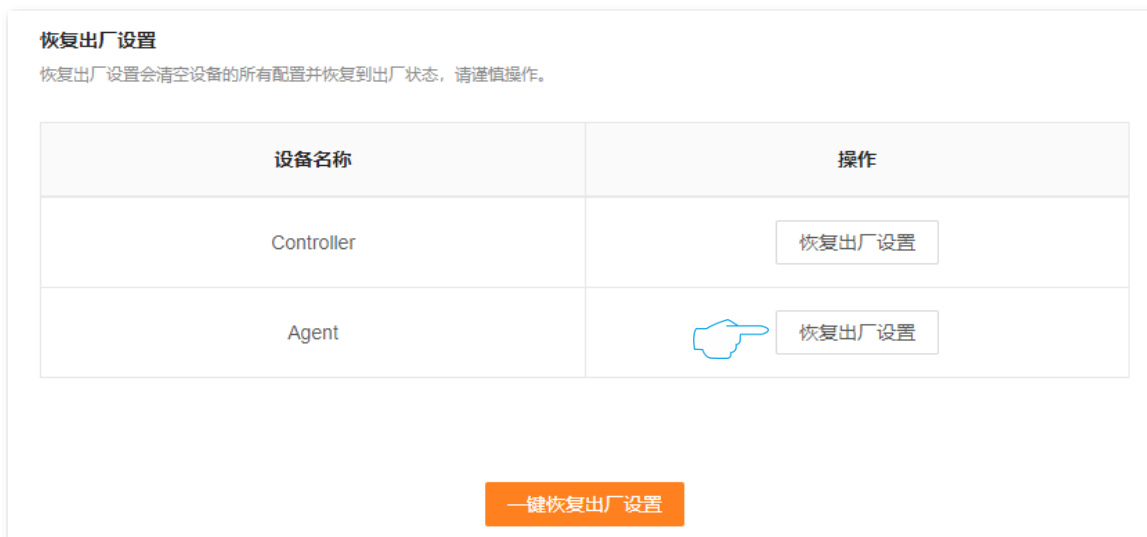 恢复出厂设置
恢复出厂设置会清空设备的所有配置并恢复到出厂状态，请谨慎操作。
设备名称 操作
Controller 恢复出厂设置
Agent 恢复出厂设置
一键恢复出厂设置